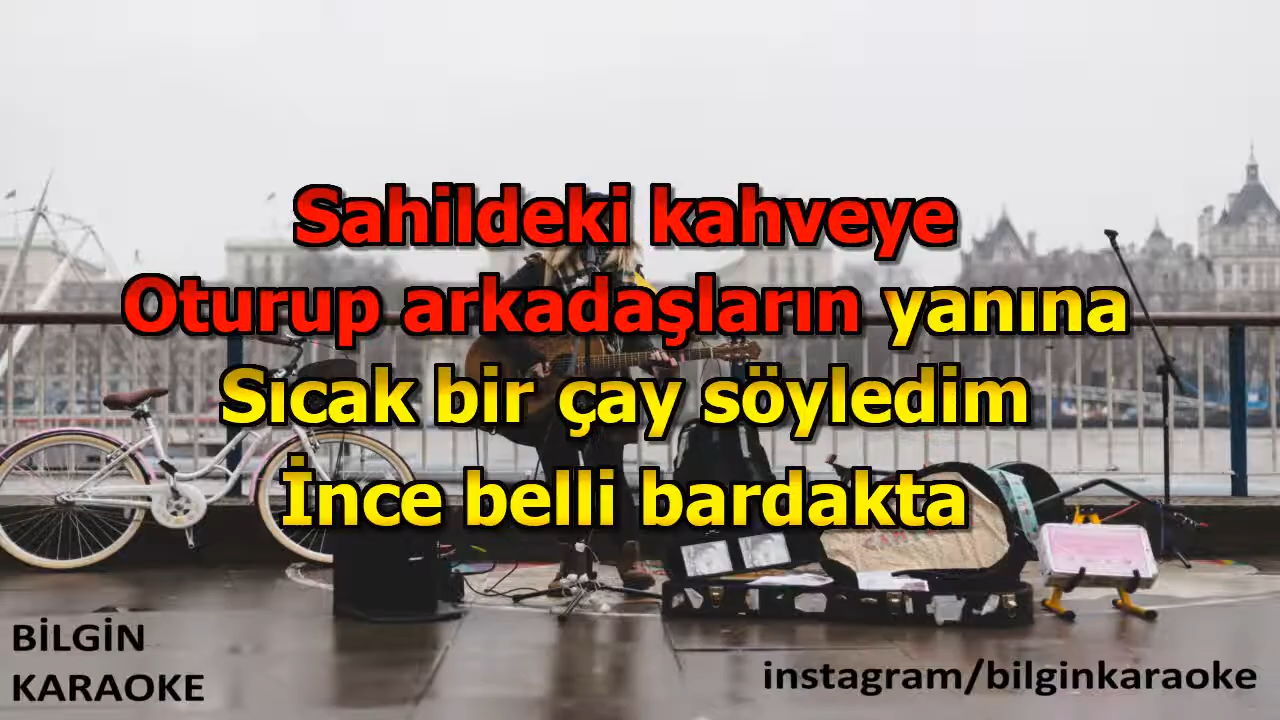 Sahildeki kahveye
Oturup arkadaşların yanına
Sıcak bir çay söyledim
İnce belli bardakta
BİLGİN
KARAOKE
instagram/bilginkaraoke